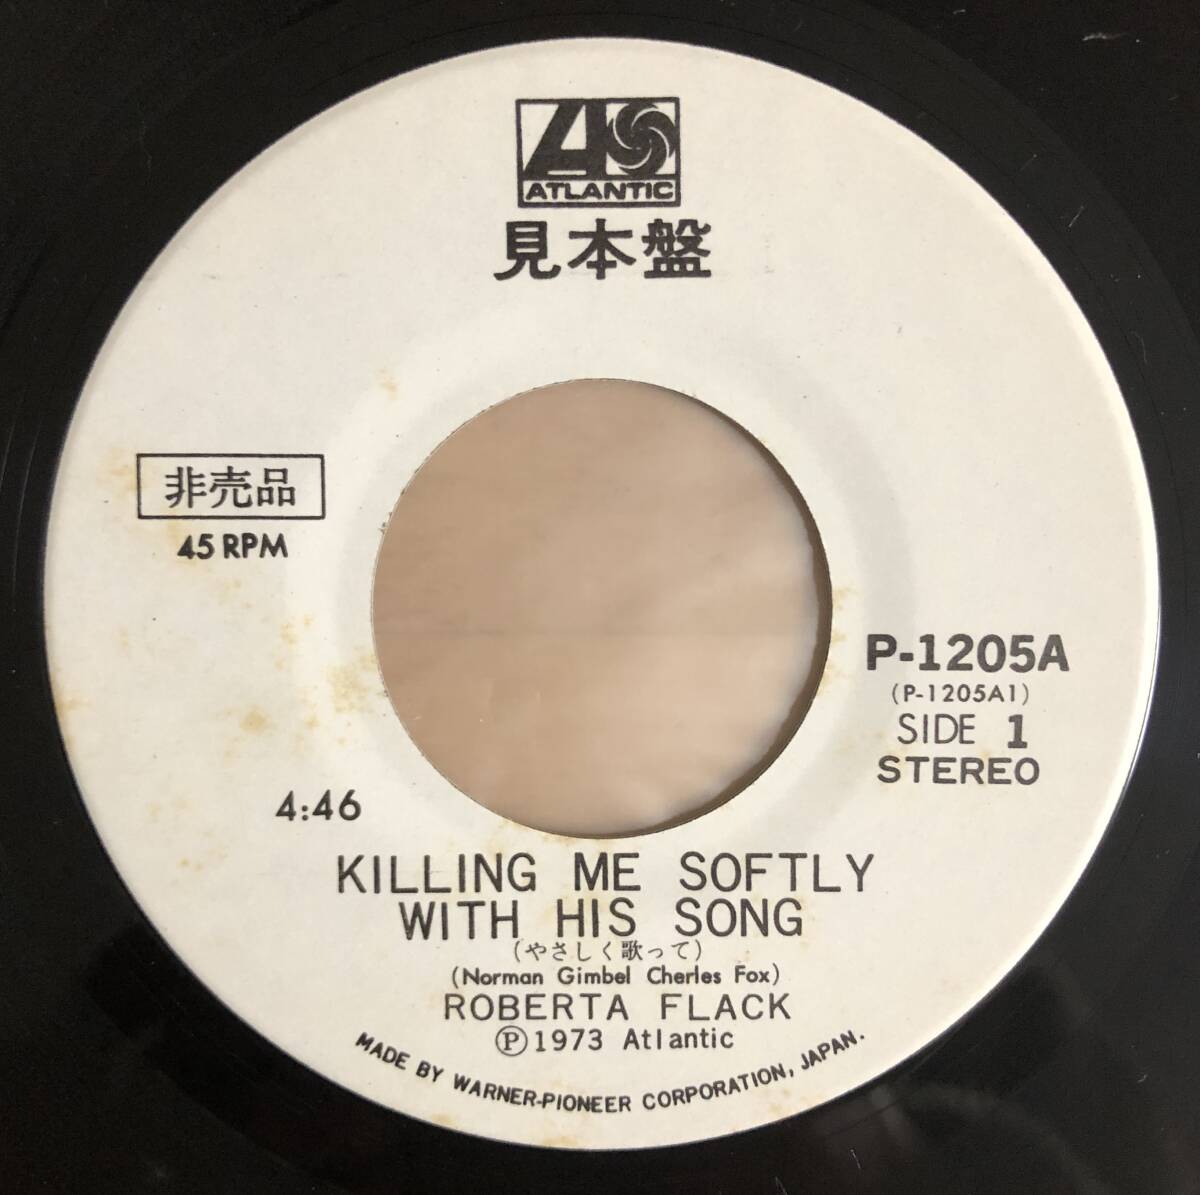 ATLANTIC
見本盤
非売品
45 RPM
P-1205A
(P-1205A1)
SIDE 1
STEREO
4:46
KILLING ME SOFTLY
WITH HIS SONG
(やさしく歌って)
(Norman Gimbel Cherles Fox)
ROBERTA FLACK
Ⓟ1973 Atlantic
MADE BY WARNER-PIONEER CORPORATION, JAPAN.